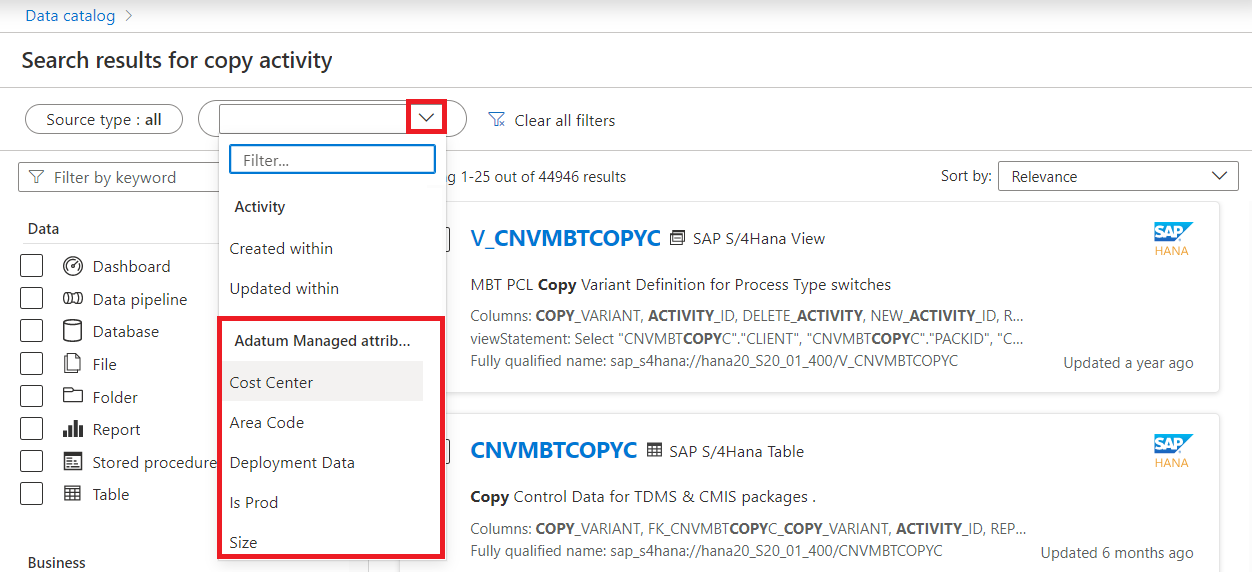 Data catalog
Search results for copy activity
Source type : all
Clear all filters
Filter...
Filter by keyword
1-25 out of 44946 results
Sort by:
Relevance
Activity
Created within
Updated within
Adatum Managed attrib...
Cost Center
Area Code
Deployment Data
Is Prod
Size
Data
Dashboard
Data pipeline
Database
File
Folder
Report
Stored procedure
Table
Business
V_CNVMBTCOPYC SAP S/4Hana View
SAP HANA
MBT PCL Copy Variant Definition for Process Type switches
Columns: COPY_VARIANT, ACTIVITY_ID, DELETE_ACTIVITY, NEW_ACTIVITY_ID, R...
viewStatement: Select "CNVMBTCOPYC"."CLIENT", "CNVMBTCOPYC"."PACKID", "C...
Fully qualified name: sap_s4hana://hana20_S20_01_400/V_CNVMBTCOPYC
Updated a year ago
CNVMBTCOPYC SAP S/4Hana Table
SAP HANA
Copy Control Data for TDMS & CMIS packages .
Columns: COPY_VARIANT, FK_CNVMBTCOPYC_COPY_VARIANT, ACTIVITY_ID, REP...
Fully qualified name: sap_s4hana://hana20_S20_01_400/CNVMBTCOPYC
Updated 6 months ago